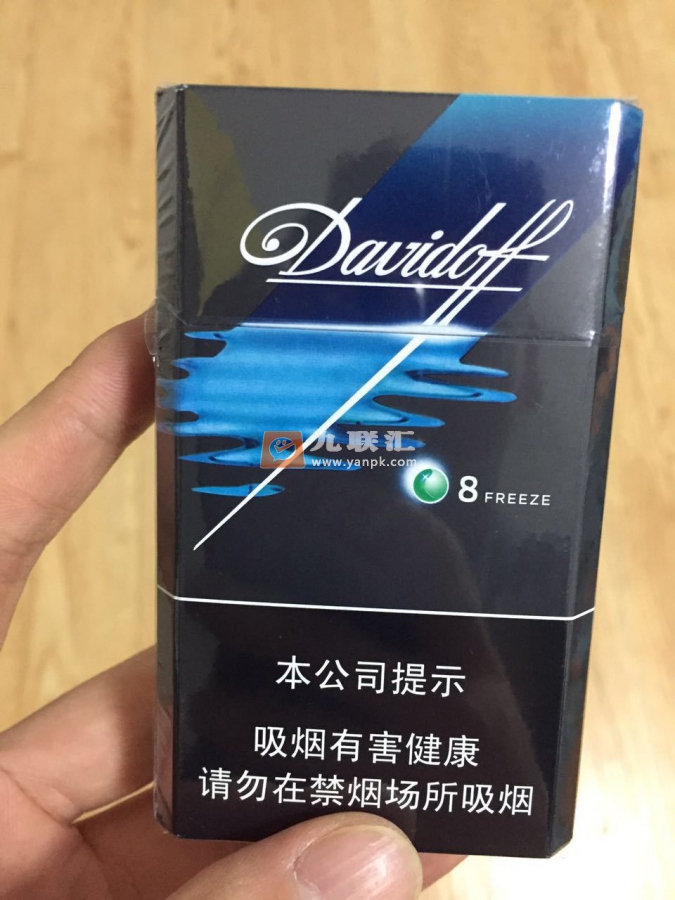 Davidoff
九联汇
www.yanpk.com
8 FREEZE
本公司提示
吸烟有害健康
请勿在禁烟场所吸烟